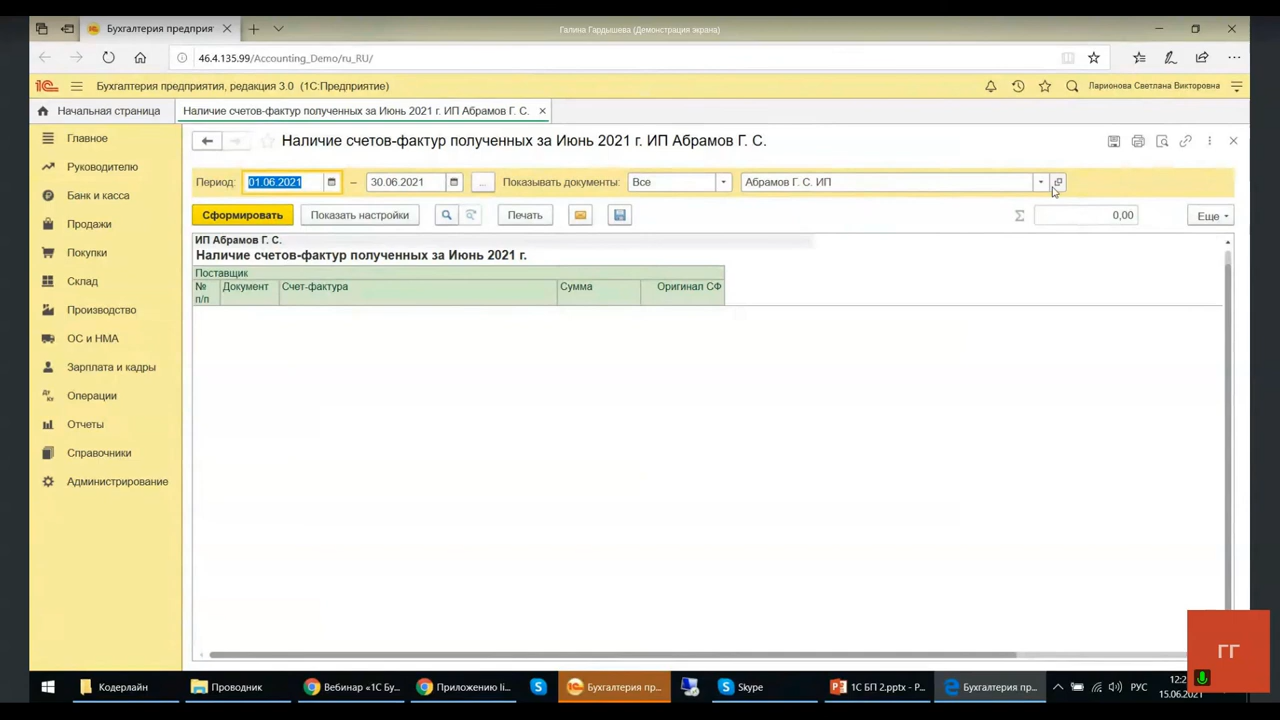 Бухгалтерия предприя
Галина Гардышева (Демонстрация экрана)
46.4.135.99/Accounting_Demo/ru_RU/
Бухгалтерия предприятия, редакция 3.0 (1С:Предприятие)
Ларионова Светлана Викторовна
Начальная страница
Наличие счетов-фактур полученных за Июнь 2021 г. ИП Абрамов Г. С.
Главное
Руководителю
Банк и касса
Продажи
Покупки
Склад
Производство
ОС и НМА
Зарплата и кадры
Операции
Отчеты
Справочники
Администрирование
Наличие счетов-фактур полученных за Июнь 2021 г. ИП Абрамов Г. С.
Период: 01.06.2021 – 30.06.2021 ... Показывать документы: Все Абрамов Г. С. ИП
Сформировать Показать настройки Печать Σ 0,00 Еще
ИП Абрамов Г. С.
Наличие счетов-фактур полученных за Июнь 2021 г.
Поставщик
№ п/п Документ Счет-фактура Сумма Оригинал СФ
ГГ
Кодерлайн Проводник Вебинар «1С Бу... Приложению li... Бухгалтерия пр... Skype 1С БП 2.pptx - P... Бухгалтерия пр... РУС
15.06.2021